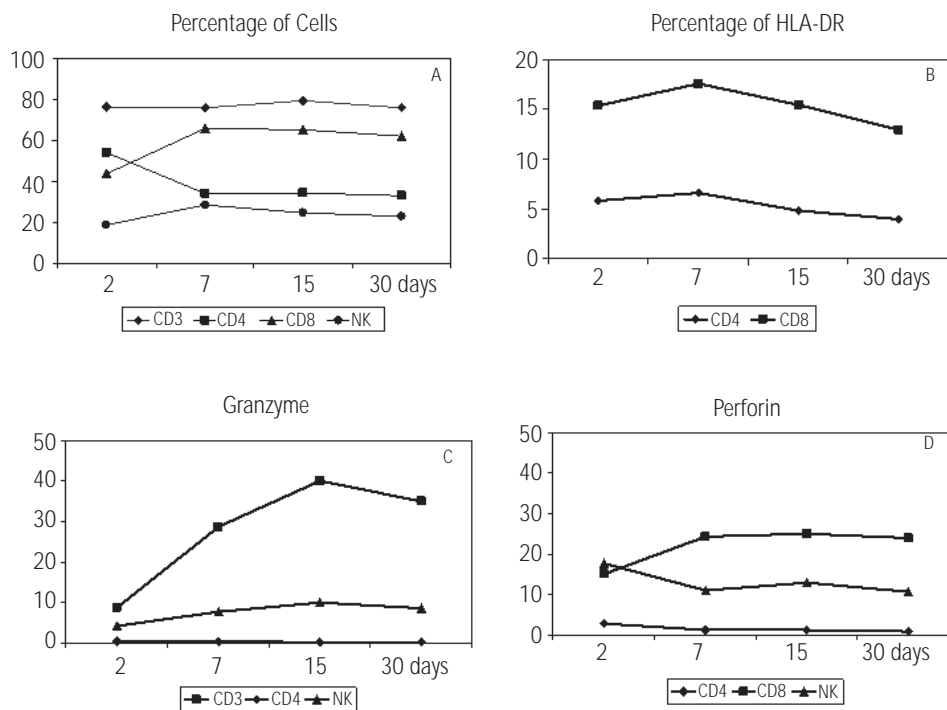 Percentage of Cells
A
100
80
60
40
20
0
2 7 15 30 days
CD3 CD4 CD8 NK
Percentage of HLA-DR
B
20
15
10
5
0
2 7 15 30 days
CD4 CD8
Granzyme
C
50
40
30
20
10
0
2 7 15 30 days
CD3 CD4 NK
Perforin
D
50
40
30
20
10
0
2 7 15 30 days
CD4 CD8 NK